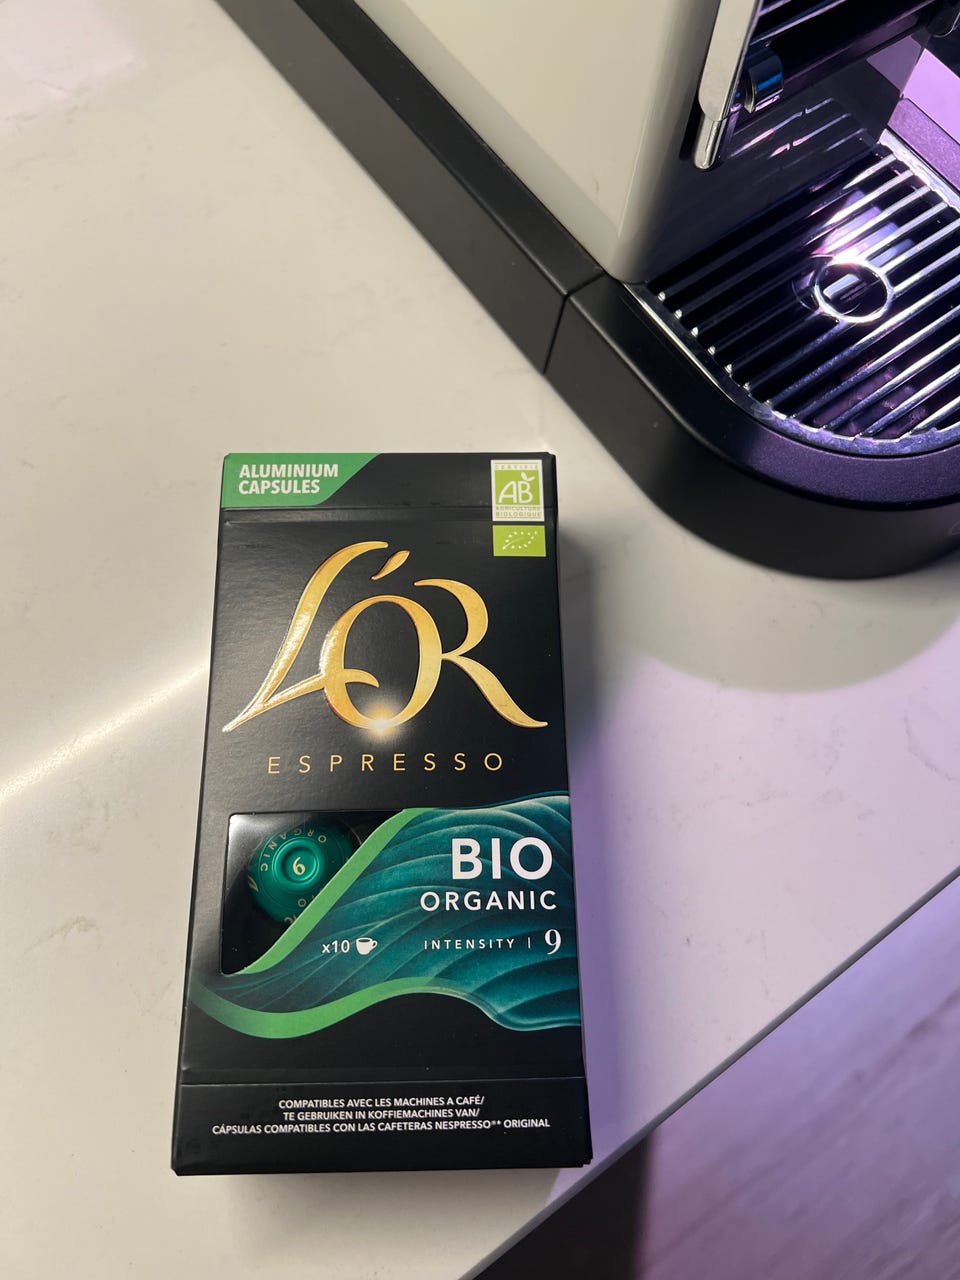 ALUMINIUM
CAPSULES
CERTIFIÉ
AB
AGRICULTURE
BIOLOGIQUE
L'OR
ESPRESSO
ORGANIC
9
BIO
ORGANIC
x10
INTENSITY | 9
COMPATIBLES AVEC LES MACHINES A CAFÉ/
TE GEBRUIKEN IN KOFFIEMACHINES VAN/
CÁPSULAS COMPATIBLES CON LAS CAFETERAS NESPRESSO** ORIGINAL